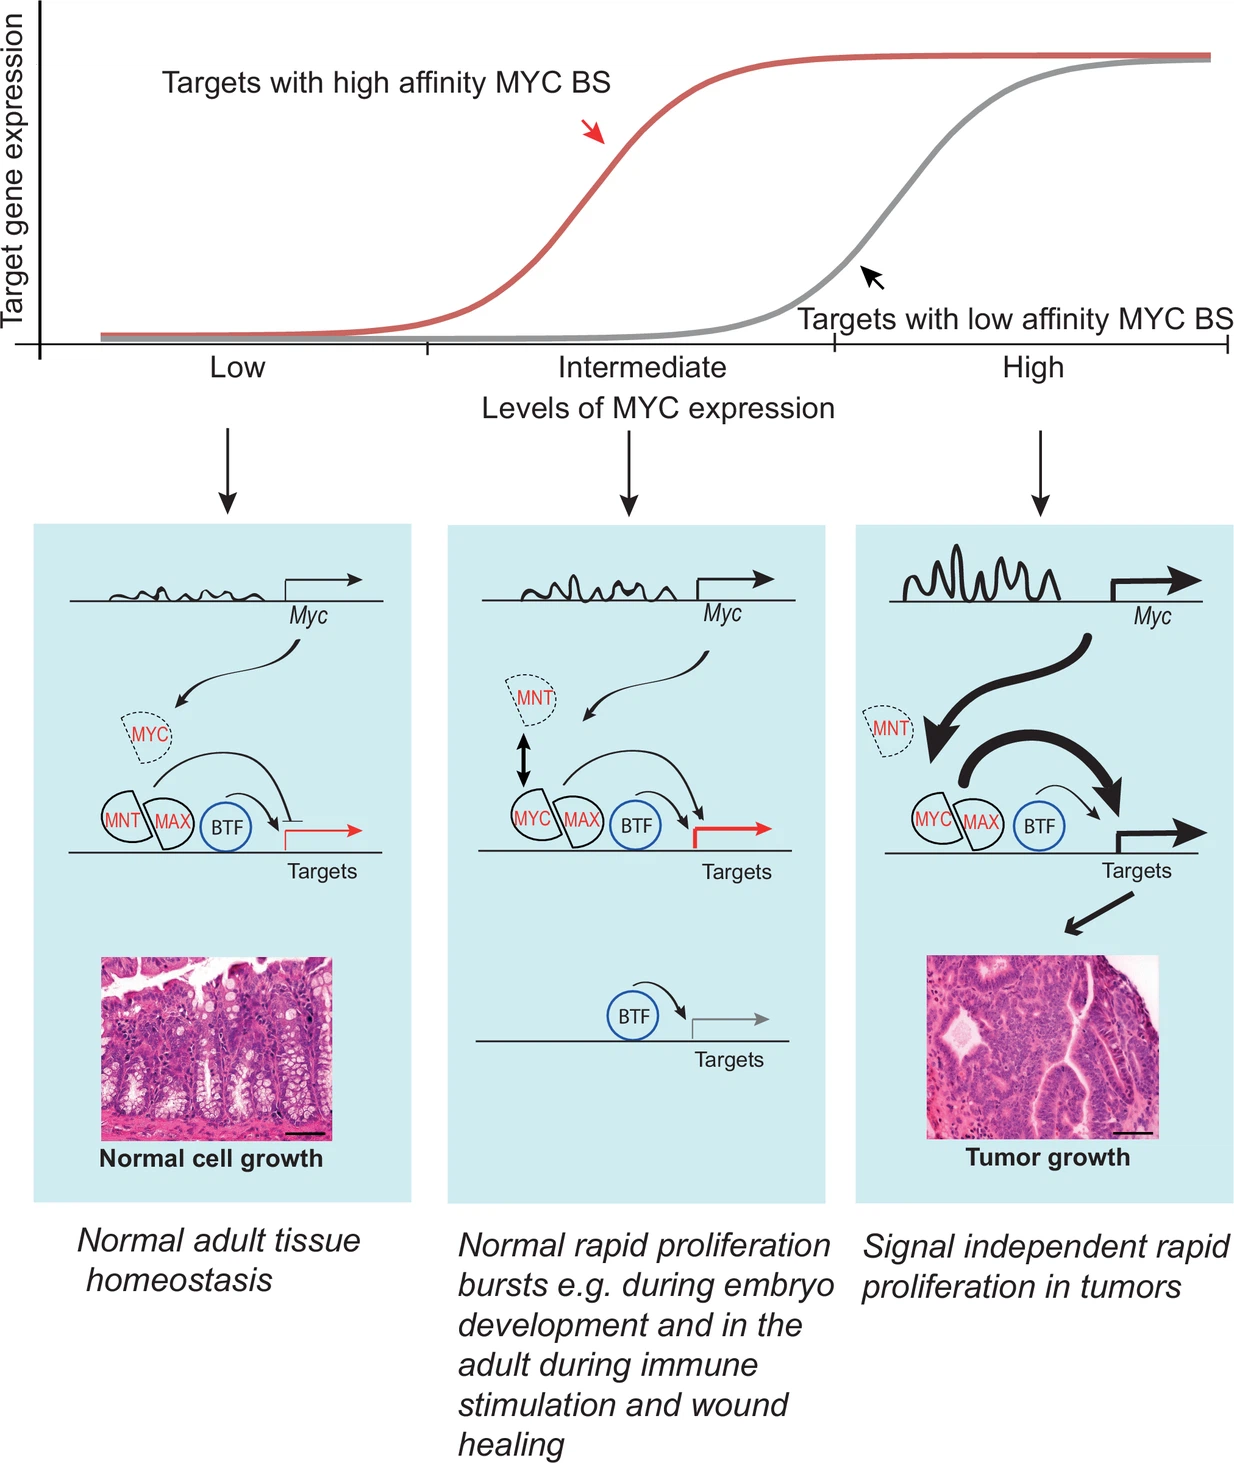 Target gene expression
Targets with high affinity MYC BS
Targets with low affinity MYC BS
Low
Intermediate
High
Levels of MYC expression
Myc
MYC
MNT
MAX
BTF
Targets
Normal cell growth
Normal adult tissue
homeostasis
Myc
MNT
MYC
MAX
BTF
Targets
BTF
Targets
Normal rapid proliferation
bursts e.g. during embryo
development and in the
adult during immune
stimulation and wound
healing
Myc
MNT
MYC
MAX
BTF
Targets
Tumor growth
Signal independent rapid
proliferation in tumors